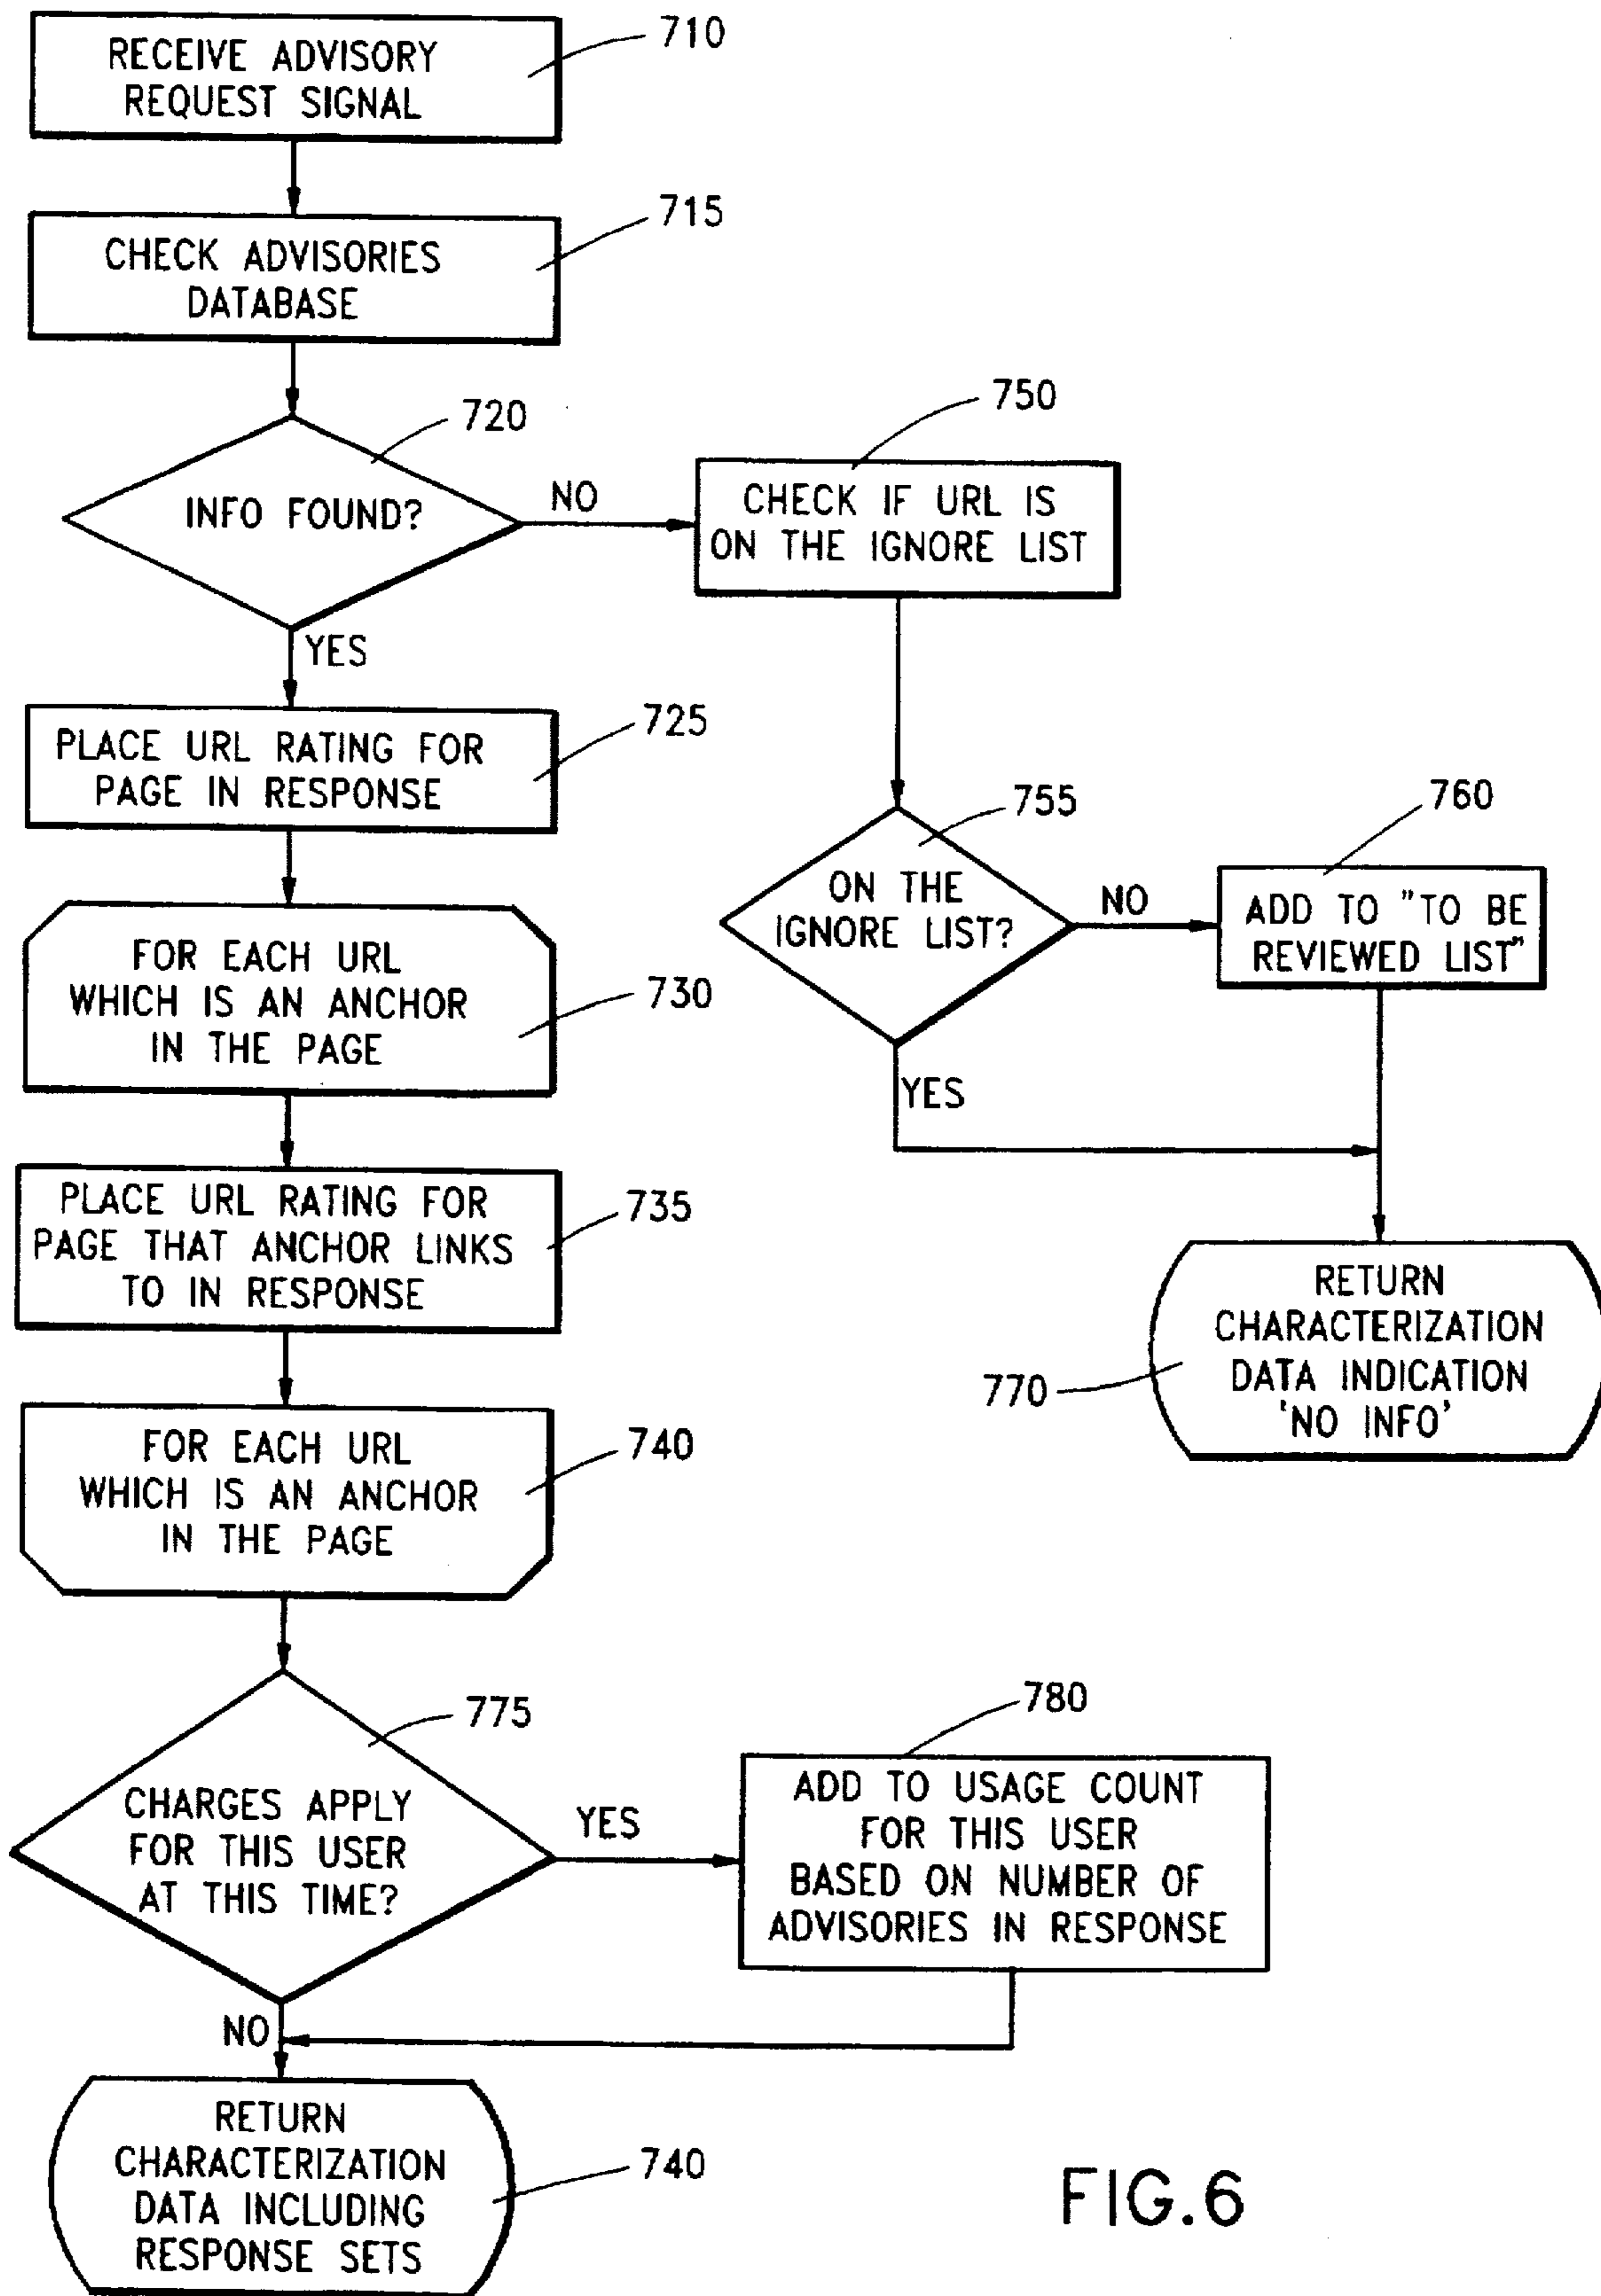 RECEIVE ADVISORY
REQUEST SIGNAL
710
CHECK ADVISORIES
DATABASE
715
INFO FOUND?
720
NO
YES
CHECK IF URL IS
ON THE IGNORE LIST
750
PLACE URL RATING FOR
PAGE IN RESPONSE
725
ON THE
IGNORE LIST?
755
NO
YES
ADD TO "TO BE
REVIEWED LIST"
760
FOR EACH URL
WHICH IS AN ANCHOR
IN THE PAGE
730
PLACE URL RATING FOR
PAGE THAT ANCHOR LINKS
TO IN RESPONSE
735
RETURN
CHARACTERIZATION
DATA INDICATION
'NO INFO'
770
FOR EACH URL
WHICH IS AN ANCHOR
IN THE PAGE
740
CHARGES APPLY
FOR THIS USER
AT THIS TIME?
775
YES
NO
ADD TO USAGE COUNT
FOR THIS USER
BASED ON NUMBER OF
ADVISORIES IN RESPONSE
780
RETURN
CHARACTERIZATION
DATA INCLUDING
RESPONSE SETS
740
FIG.6